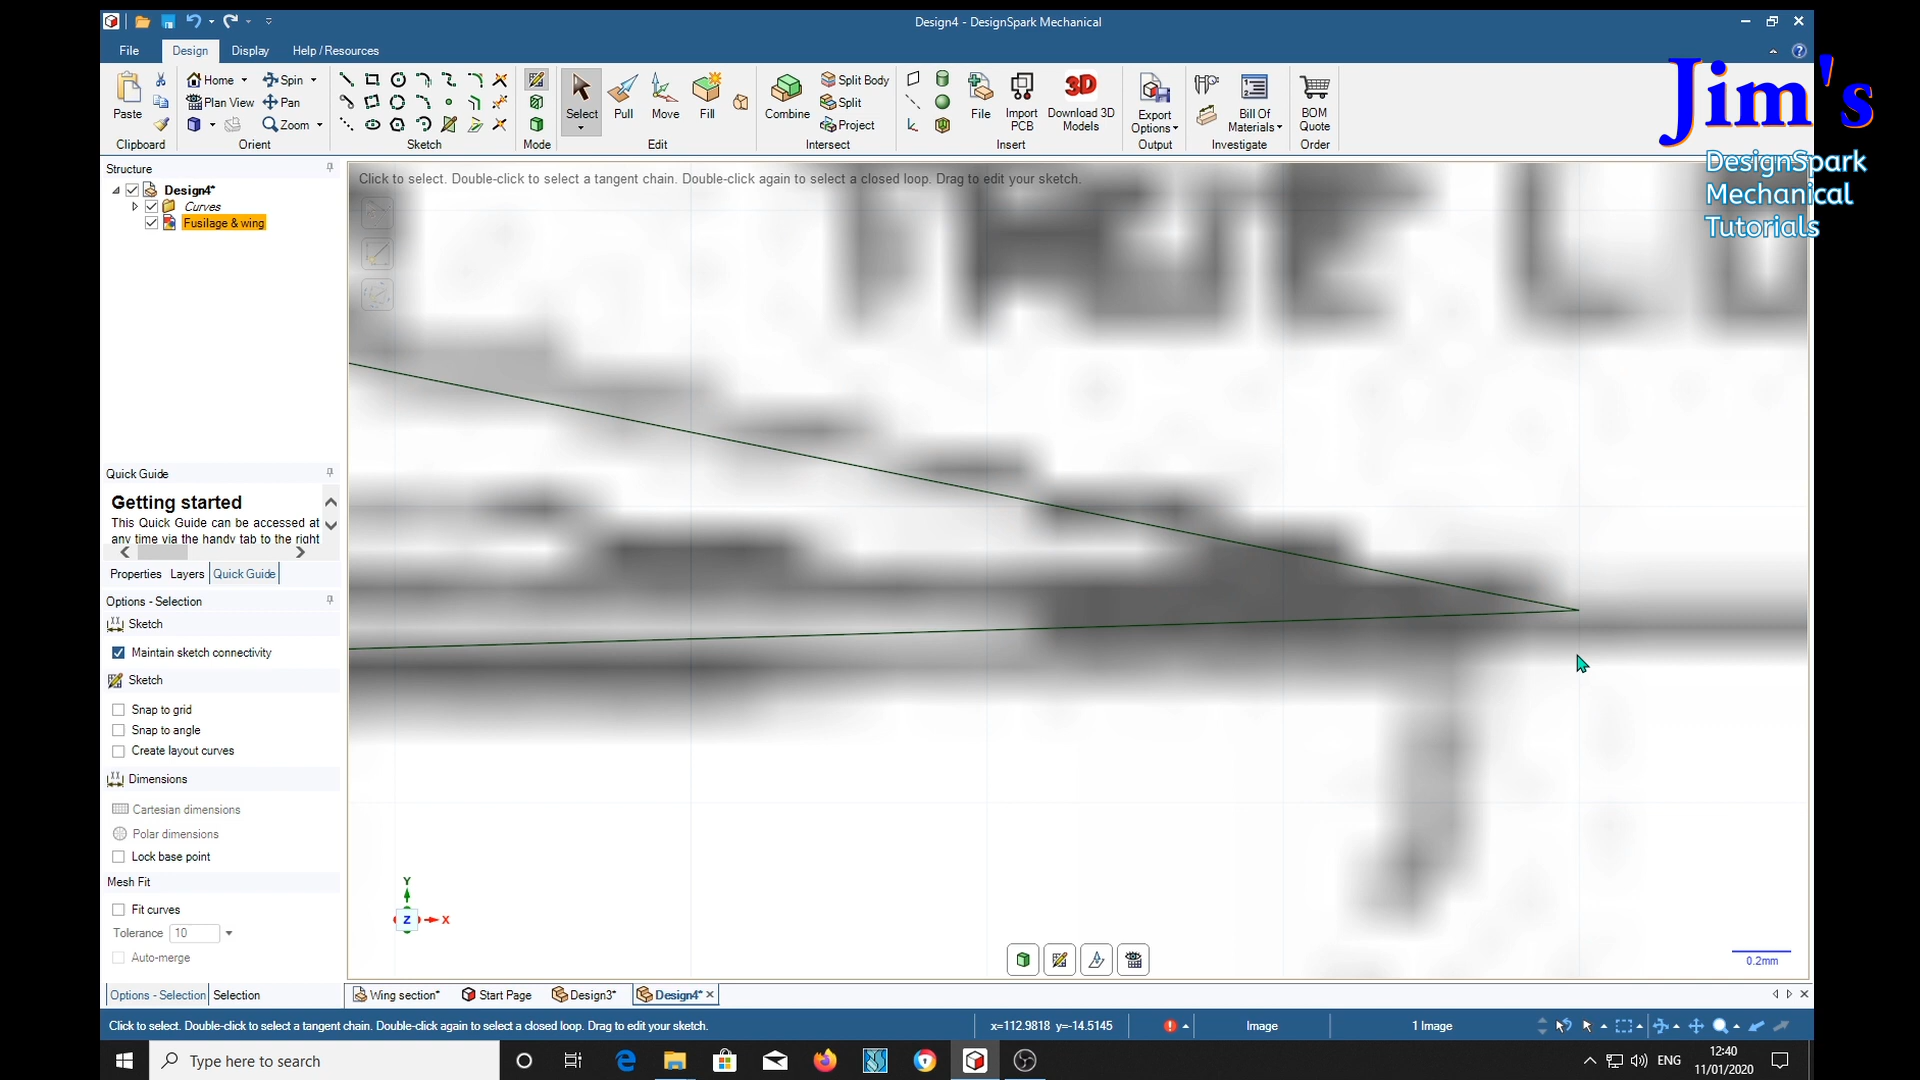 Design4 - DesignSpark Mechanical
File
Design
Display
Help / Resources
Jim's
DesignSpark
Mechanical
Tutorials
Paste
Home
Plan View
Spin
Pan
Zoom
Select
Pull
Move
Fill
Combine
Split Body
Split
Project
File
Import
PCB
3D
Download 3D
Models
Export
Options
Bill Of
Materials
BOM
Quote
Clipboard
Orient
Sketch
Mode
Edit
Intersect
Insert
Output
Investigate
Order
Structure
Design4*
Curves
Fusilage & wing
Click to select. Double-click to select a tangent chain. Double-click again to select a closed loop. Drag to edit your sketch.
Quick Guide
Getting started
This Quick Guide can be accessed at
any time via the handy tab to the right
Properties
Layers
Quick Guide
Options - Selection
Sketch
Maintain sketch connectivity
Sketch
Snap to grid
Snap to angle
Create layout curves
Dimensions
Cartesian dimensions
Polar dimensions
Lock base point
Mesh Fit
Fit curves
Tolerance 10
Auto-merge
Y
Z
X
0.2mm
Options - Selection
Selection
Wing section*
Start Page
Design3*
Design4*
Click to select. Double-click to select a tangent chain. Double-click again to select a closed loop. Drag to edit your sketch.
x=112.9818 y=-14.5145
Image
1 Image
Type here to search
ENG
12:40
11/01/2020